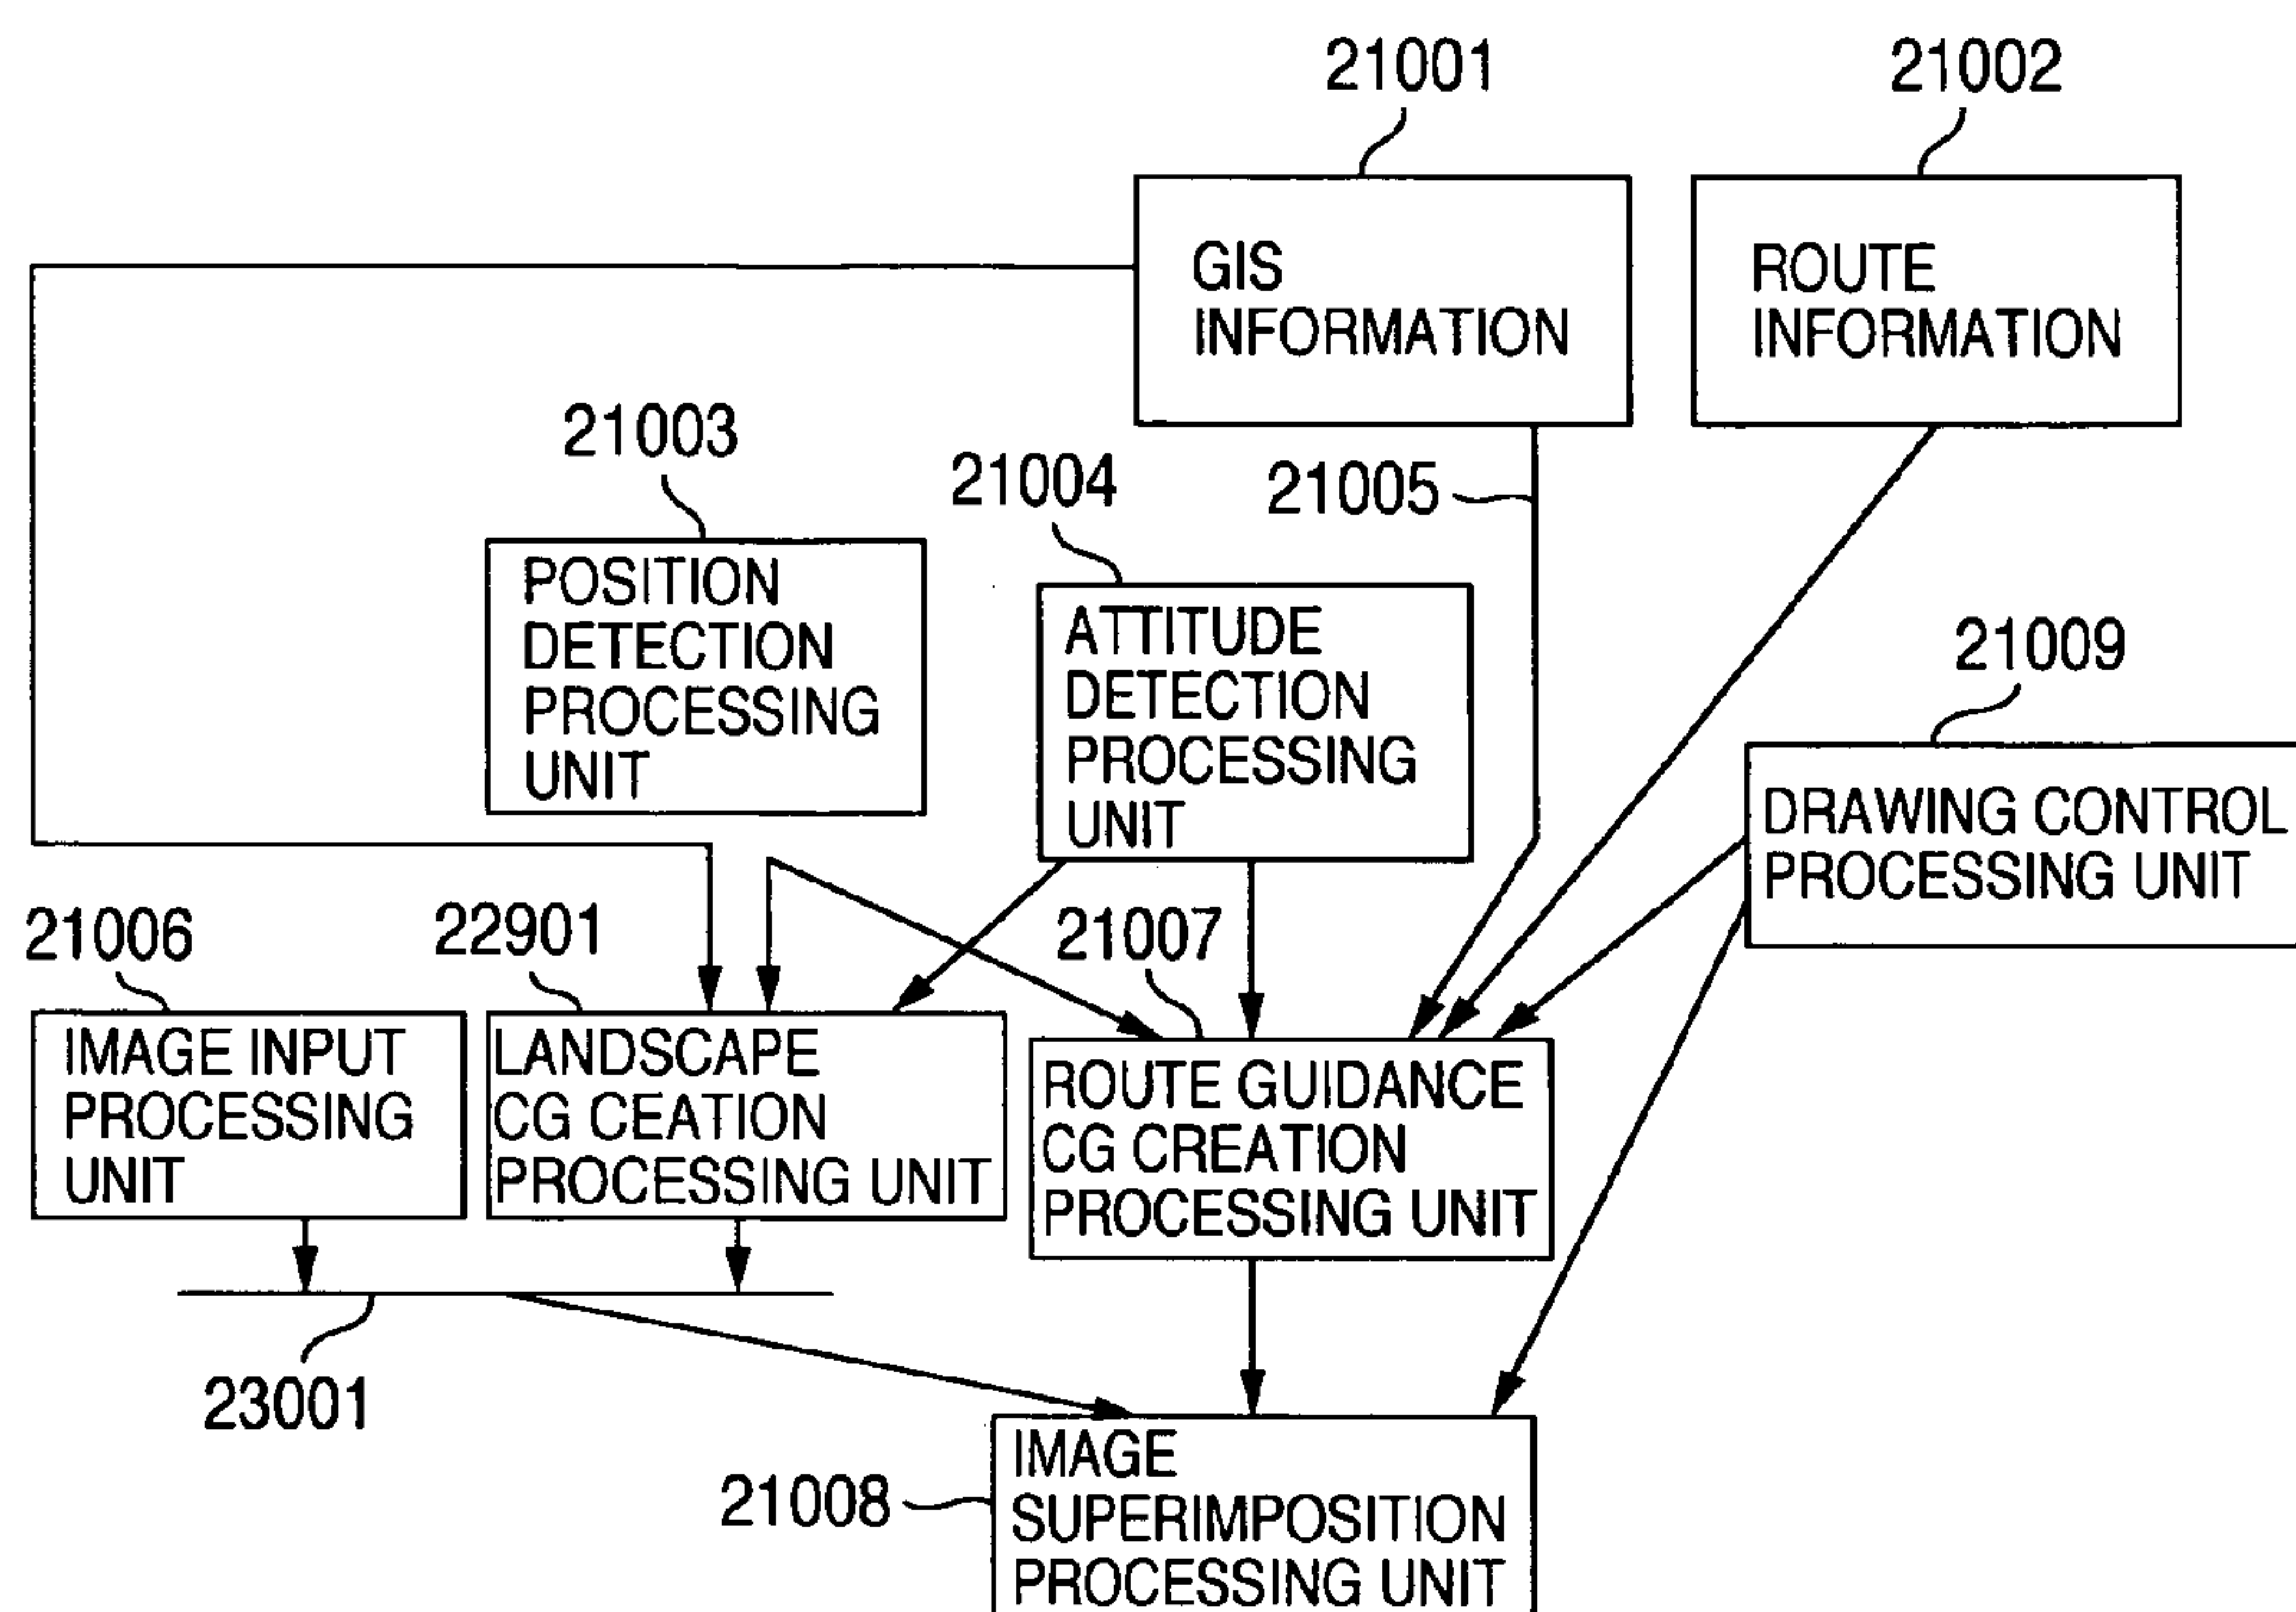 21001
21002
GIS
INFORMATION
ROUTE
INFORMATION
21003
21004
21005
POSITION
DETECTION
PROCESSING
UNIT
ATTITUDE
DETECTION
PROCESSING
UNIT
21009
DRAWING CONTROL
PROCESSING UNIT
21006
22901
21007
IMAGE INPUT
PROCESSING
UNIT
LANDSCAPE
CG CEATION
PROCESSING UNIT
ROUTE GUIDANCE
CG CREATION
PROCESSING UNIT
23001
21008
IMAGE
SUPERIMPOSITION
PROCESSING UNIT